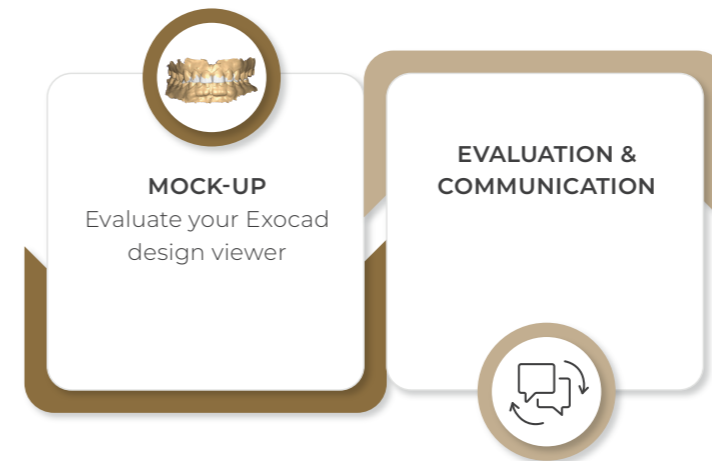 MOCK-UP
Evaluate your Exocad
design viewer
EVALUATION &
COMMUNICATION